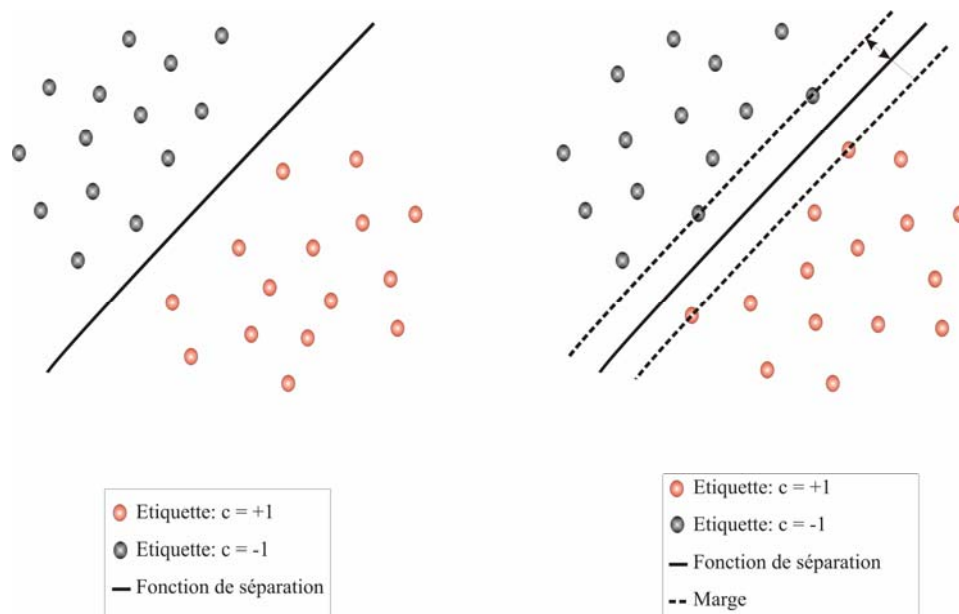 Etiquette: c = +1
Etiquette: c = -1
Fonction de séparation
Etiquette: c = +1
Etiquette: c = -1
Fonction de séparation
Marge